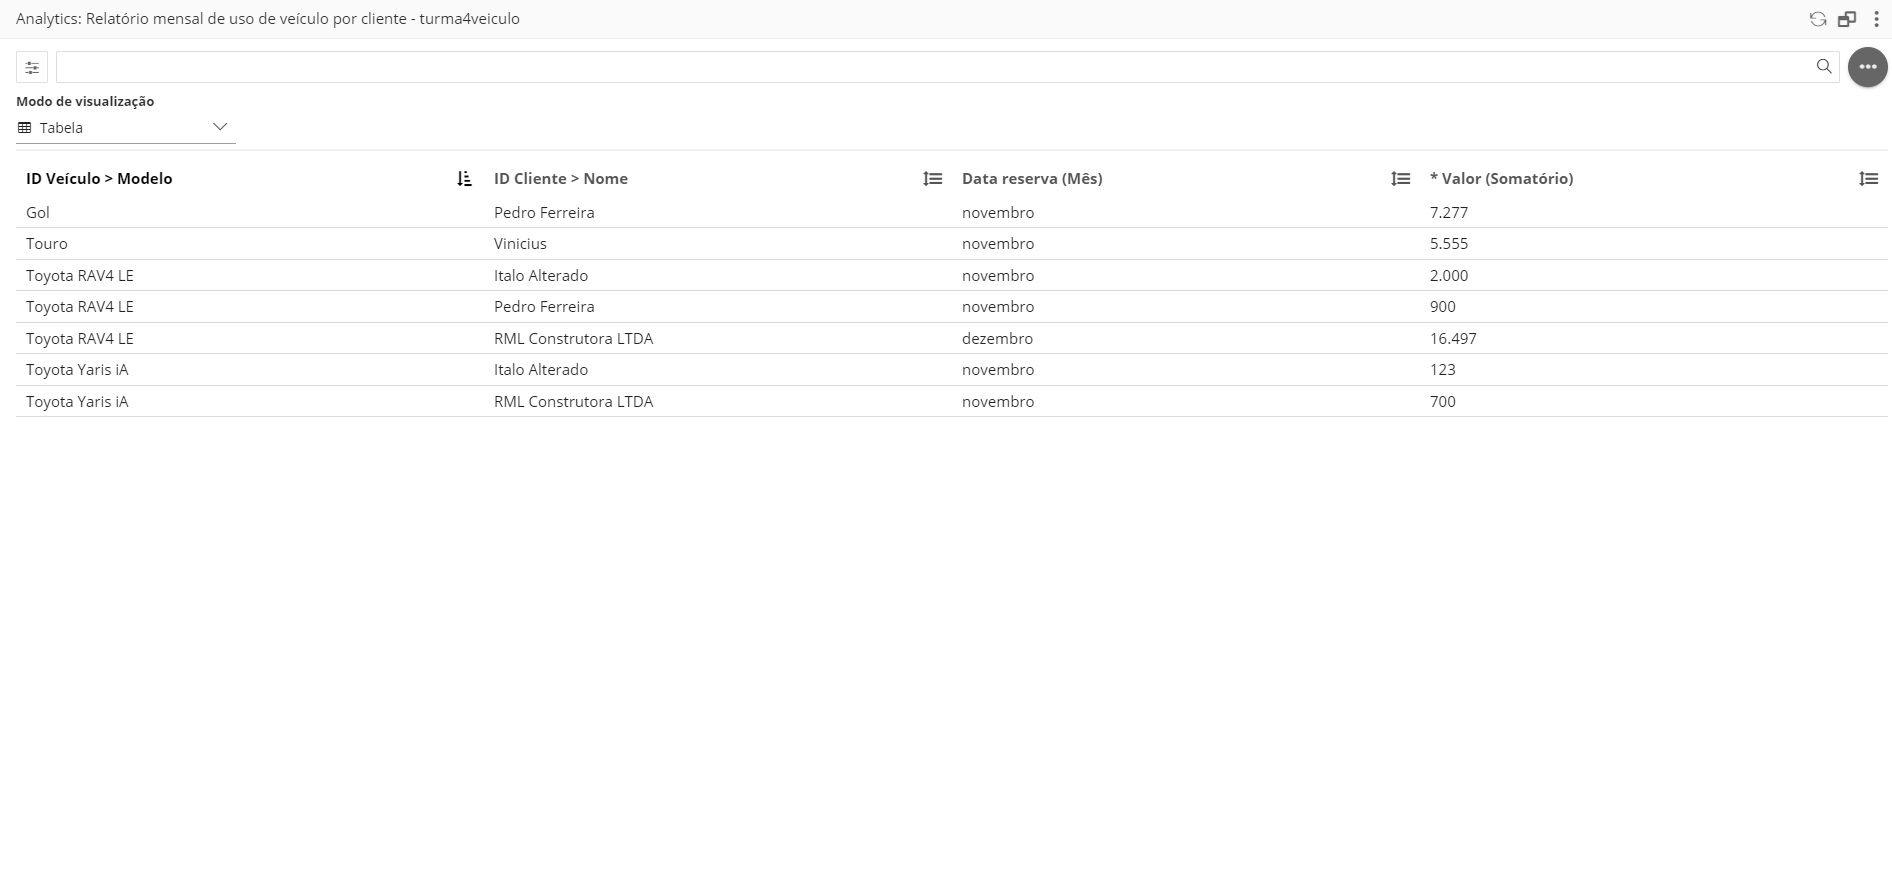 Analytics: Relatório mensal de uso de veículo por cliente - turma4veiculo
Modo de visualização
Tabela
ID Veículo > Modelo ID Cliente > Nome Data reserva (Mês) * Valor (Somatório)
Gol Pedro Ferreira novembro 7.277
Touro Vinicius novembro 5.555
Toyota RAV4 LE Italo Alterado novembro 2.000
Toyota RAV4 LE Pedro Ferreira novembro 900
Toyota RAV4 LE RML Construtora LTDA dezembro 16.497
Toyota Yaris iA Italo Alterado novembro 123
Toyota Yaris iA RML Construtora LTDA novembro 700